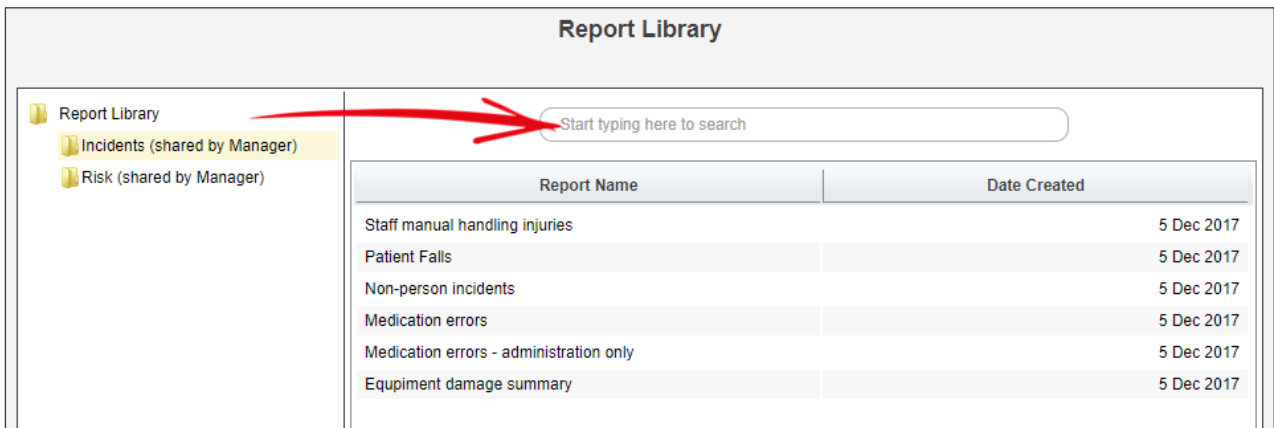 Report Library
Report Library
Incidents (shared by Manager)
Risk (shared by Manager)
Start typing here to search
Report Name Date Created
Staff manual handling injuries 5 Dec 2017
Patient Falls 5 Dec 2017
Non-person incidents 5 Dec 2017
Medication errors 5 Dec 2017
Medication errors - administration only 5 Dec 2017
Equpiment damage summary 5 Dec 2017